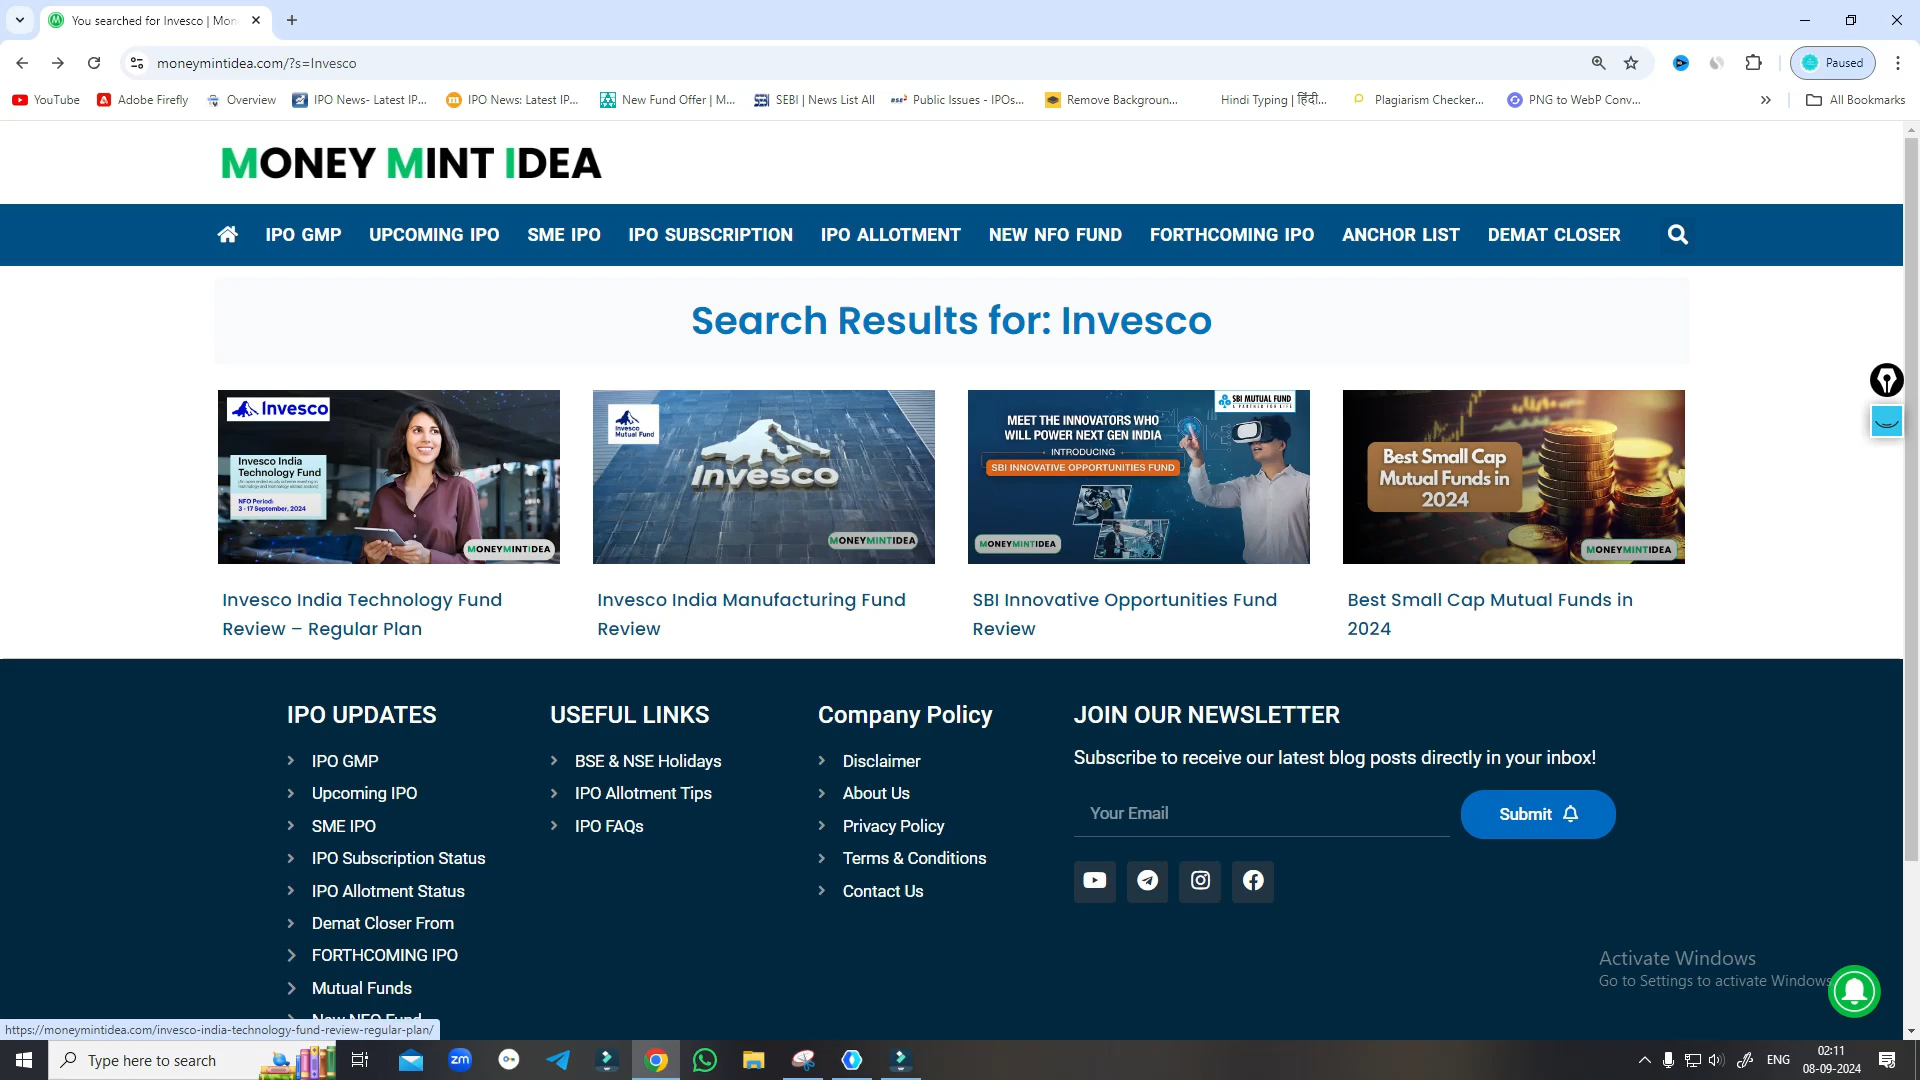 You searched for Invesco | Mon
moneymintidea.com/?s=Invesco
Paused
YouTube
Adobe Firefly
Overview
IPO News- Latest IP...
IPO News: Latest IP...
New Fund Offer | M...
SEBI | News List All
Public Issues - IPOs...
Remove Backgroun...
Hindi Typing | हिंदी...
Plagiarism Checker...
PNG to WebP Conv...
All Bookmarks
MONEY MINT IDEA
IPO GMP
UPCOMING IPO
SME IPO
IPO SUBSCRIPTION
IPO ALLOTMENT
NEW NFO FUND
FORTHCOMING IPO
ANCHOR LIST
DEMAT CLOSER
Search Results for: Invesco
Invesco
Invesco India
Technology Fund
NFO Period:
3 - 17 September, 2024
MONEYMINTIDEA
Invesco India Technology Fund
Review – Regular Plan
Invesco
Mutual Fund
Invesco
MONEYMINTIDEA
Invesco India Manufacturing Fund
Review
SBI MUTUAL FUND
A PARTNER FOR LIFE
MEET THE INNOVATORS WHO
WILL POWER NEXT GEN INDIA
INTRODUCING
SBI INNOVATIVE OPPORTUNITIES FUND
MONEYMINTIDEA
SBI Innovative Opportunities Fund
Review
Best Small Cap
Mutual Funds in
2024
MONEYMINTIDEA
Best Small Cap Mutual Funds in
2024
IPO UPDATES
IPO GMP
Upcoming IPO
SME IPO
IPO Subscription Status
IPO Allotment Status
Demat Closer From
FORTHCOMING IPO
Mutual Funds
New NFO Fund
USEFUL LINKS
BSE & NSE Holidays
IPO Allotment Tips
IPO FAQs
Company Policy
Disclaimer
About Us
Privacy Policy
Terms & Conditions
Contact Us
JOIN OUR NEWSLETTER
Subscribe to receive our latest blog posts directly in your inbox!
Your Email
Submit
Activate Windows
Go to Settings to activate Windows
https://moneymintidea.com/invesco-india-technology-fund-review-regular-plan/
Type here to search
zm
ENG
02:11
08-09-2024